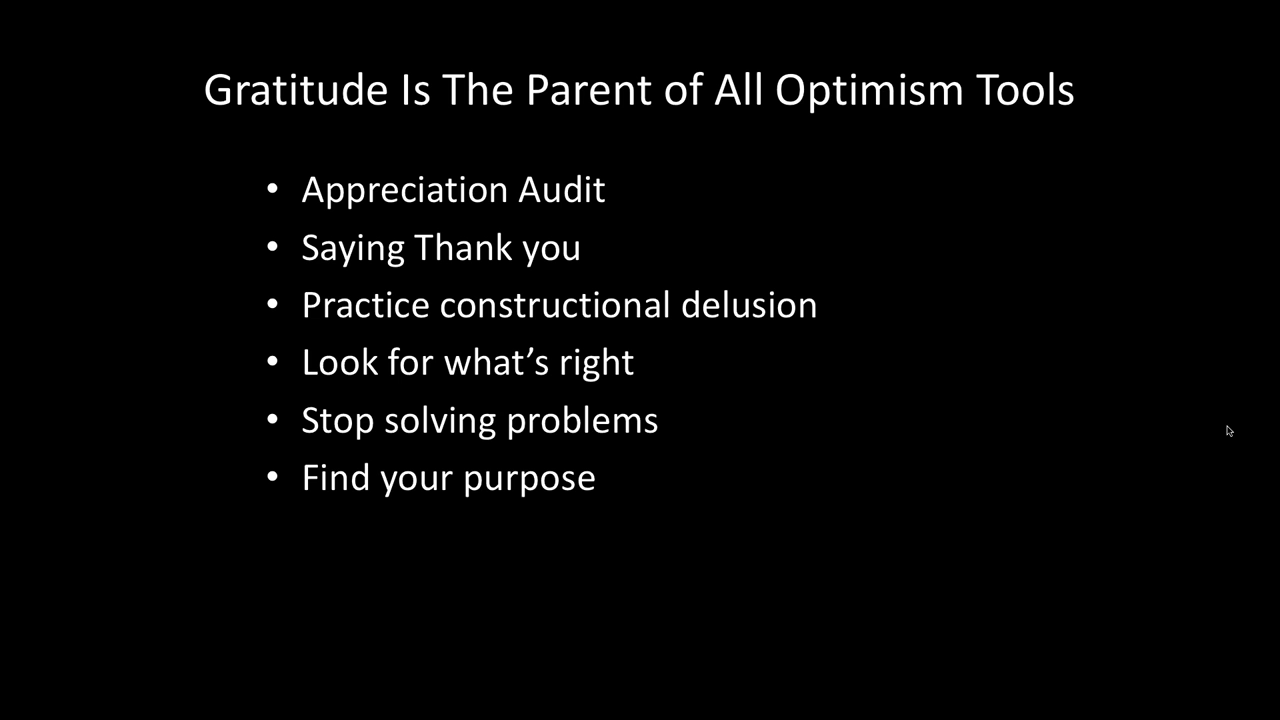 Gratitude Is The Parent of All Optimism Tools
• Appreciation Audit
• Saying Thank you
• Practice constructional delusion
• Look for what’s right
• Stop solving problems
• Find your purpose